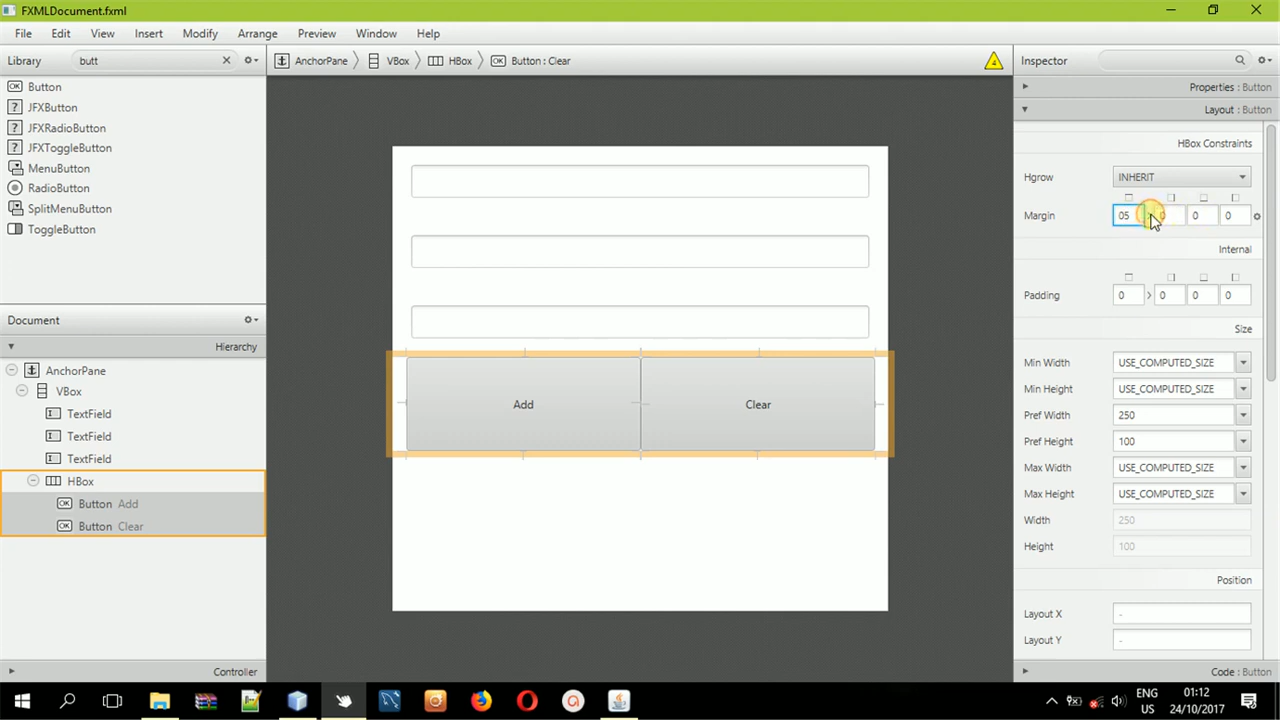 FXMLDocument.fxml
File Edit View Insert Modify Arrange Preview Window Help
Library butt
AnchorPane VBox HBox Button : Clear
Inspector
Button
JFXButton
JFXRadioButton
JFXToggleButton
MenuButton
RadioButton
SplitMenuButton
ToggleButton
Document
Hierarchy
AnchorPane
VBox
TextField
TextField
TextField
HBox
Button Add
Button Clear
Controller
Add Clear
Properties : Button
Layout : Button
HBox Constraints
Hgrow INHERIT
Margin 05 0 0 0
Internal
Padding 0 0 0 0
Size
Min Width USE_COMPUTED_SIZE
Min Height USE_COMPUTED_SIZE
Pref Width 250
Pref Height 100
Max Width USE_COMPUTED_SIZE
Max Height USE_COMPUTED_SIZE
Width 250
Height 100
Position
Layout X -
Layout Y -
Code : Button
ENG 01:12
US 24/10/2017